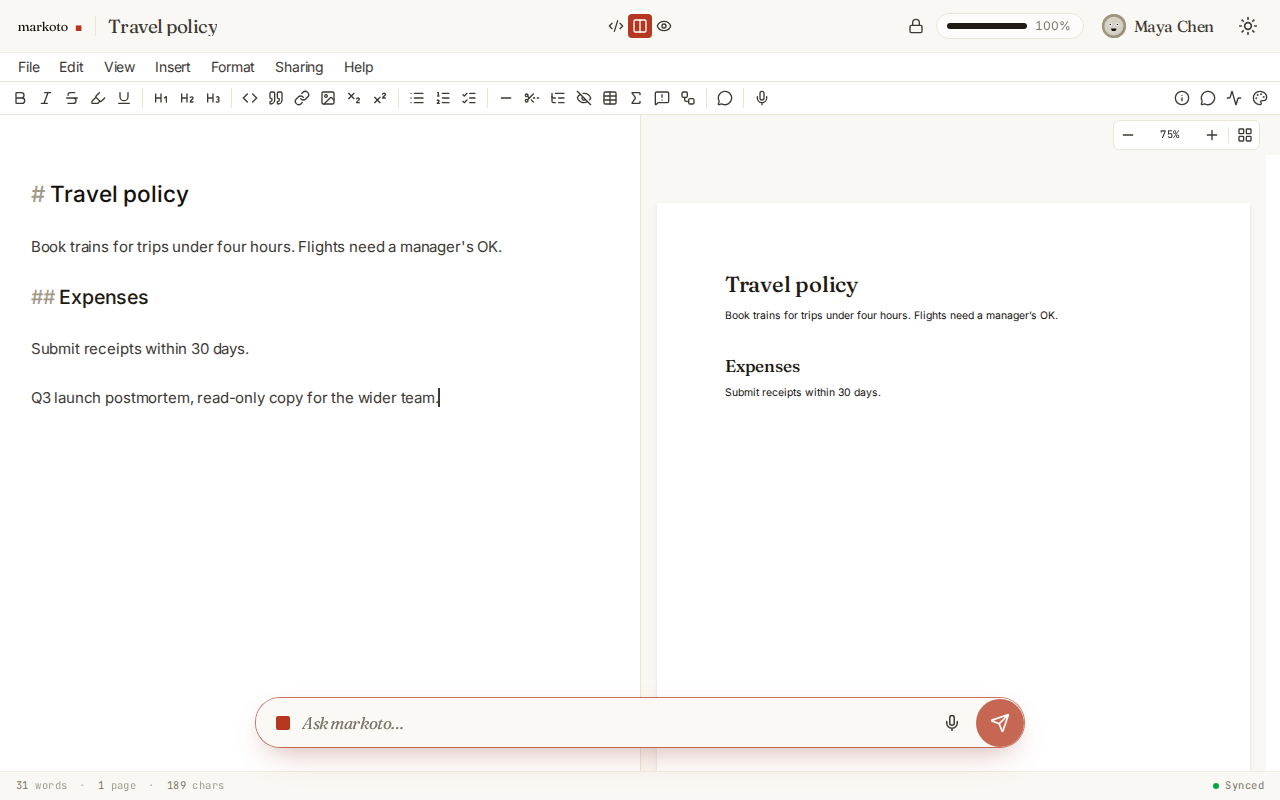 markoto
Travel policy
100%
Maya Chen
File Edit View Insert Format Sharing Help
H1 H2 H3
75%
# Travel policy
Book trains for trips under four hours. Flights need a manager's OK.
## Expenses
Submit receipts within 30 days.
Q3 launch postmortem, read-only copy for the wider team.
Travel policy
Book trains for trips under four hours. Flights need a manager’s OK.
Expenses
Submit receipts within 30 days.
Ask markoto...
31 words · 1 page · 189 chars
Synced